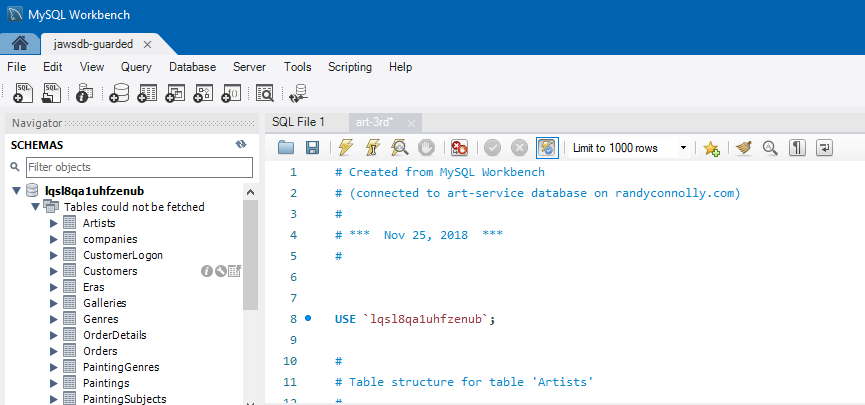 MySQL Workbench
jawsdb-guarded
File Edit View Query Database Server Tools Scripting Help
SQL SQL
Navigator
SCHEMAS
Filter objects
lqsl8qa1uhfzenub
Tables could not be fetched
Artists
companies
CustomerLogon
Customers
Eras
Galleries
Genres
OrderDetails
Orders
PaintingGenres
Paintings
PaintingSubjects
SQL File 1 art-3rd*
Limit to 1000 rows
1 # Created from MySQL Workbench
2 # (connected to art-service database on randyconnolly.com)
3 #
4 # *** Nov 25, 2018 ***
5 #
6
7
8 USE `lqsl8qa1uhfzenub`;
9
10 #
11 # Table structure for table 'Artists'
12 #